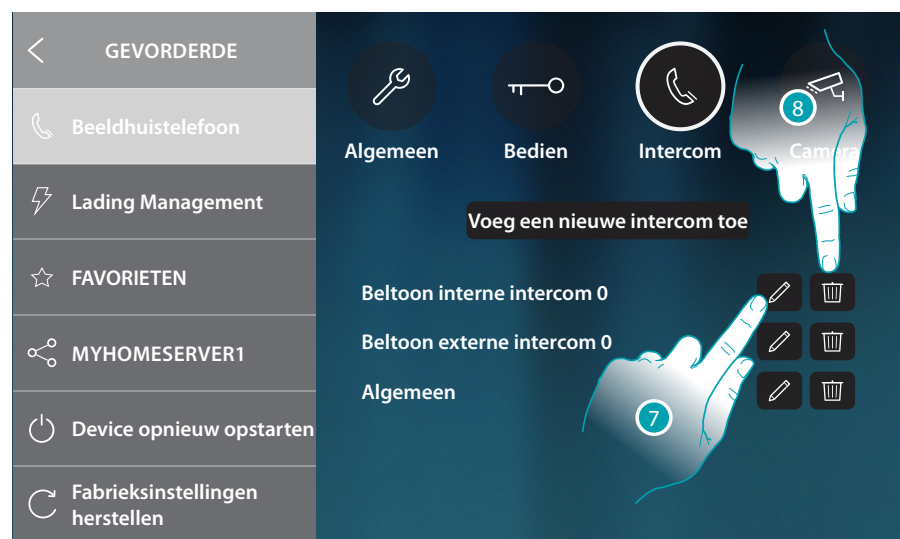 GEVORDERDE
Beeldhuistelefoon
Lading Management
FAVORIETEN
MYHOMESERVER1
Device opnieuw opstarten
Fabrieksinstellingen
herstellen
Algemeen
Bedien
Intercom
Camera
8
Voeg een nieuwe intercom toe
Beltoon interne intercom 0
Beltoon externe intercom 0
Algemeen
7